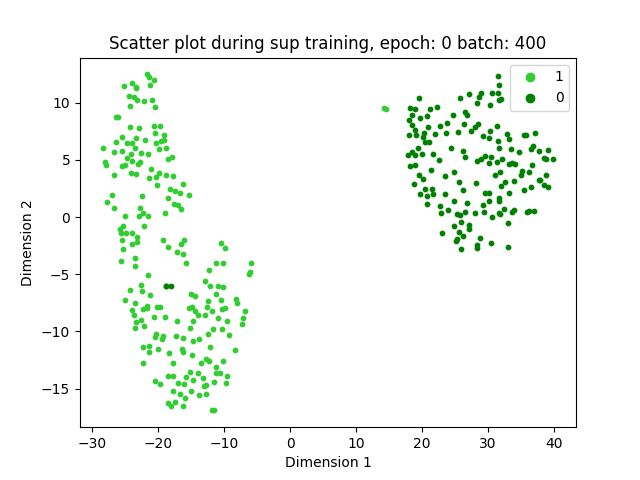 Scatter plot during sup training, epoch: 0 batch: 400
1
0
10
5
0
−5
−10
−15
Dimension 2
−30 −20 −10 0 10 20 30 40
Dimension 1